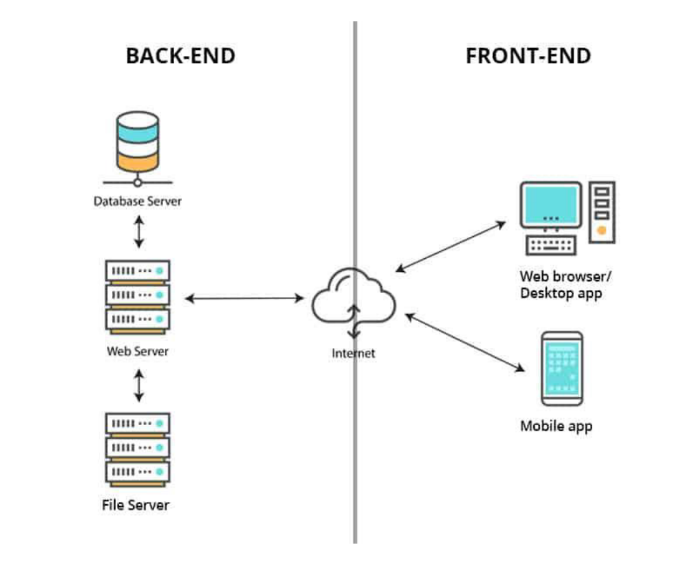 BACK-END
FRONT-END
Database Server
Web Server
File Server
Internet
Web browser/
Desktop app
Mobile app